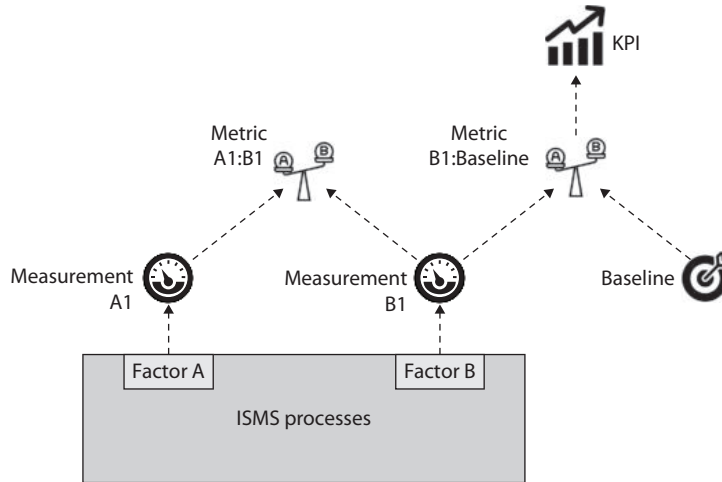 KPI
Metric
A1:B1
A
B
Metric
B1:Baseline
A
B
Measurement
A1
Measurement
B1
Baseline
Factor A
Factor B
ISMS processes